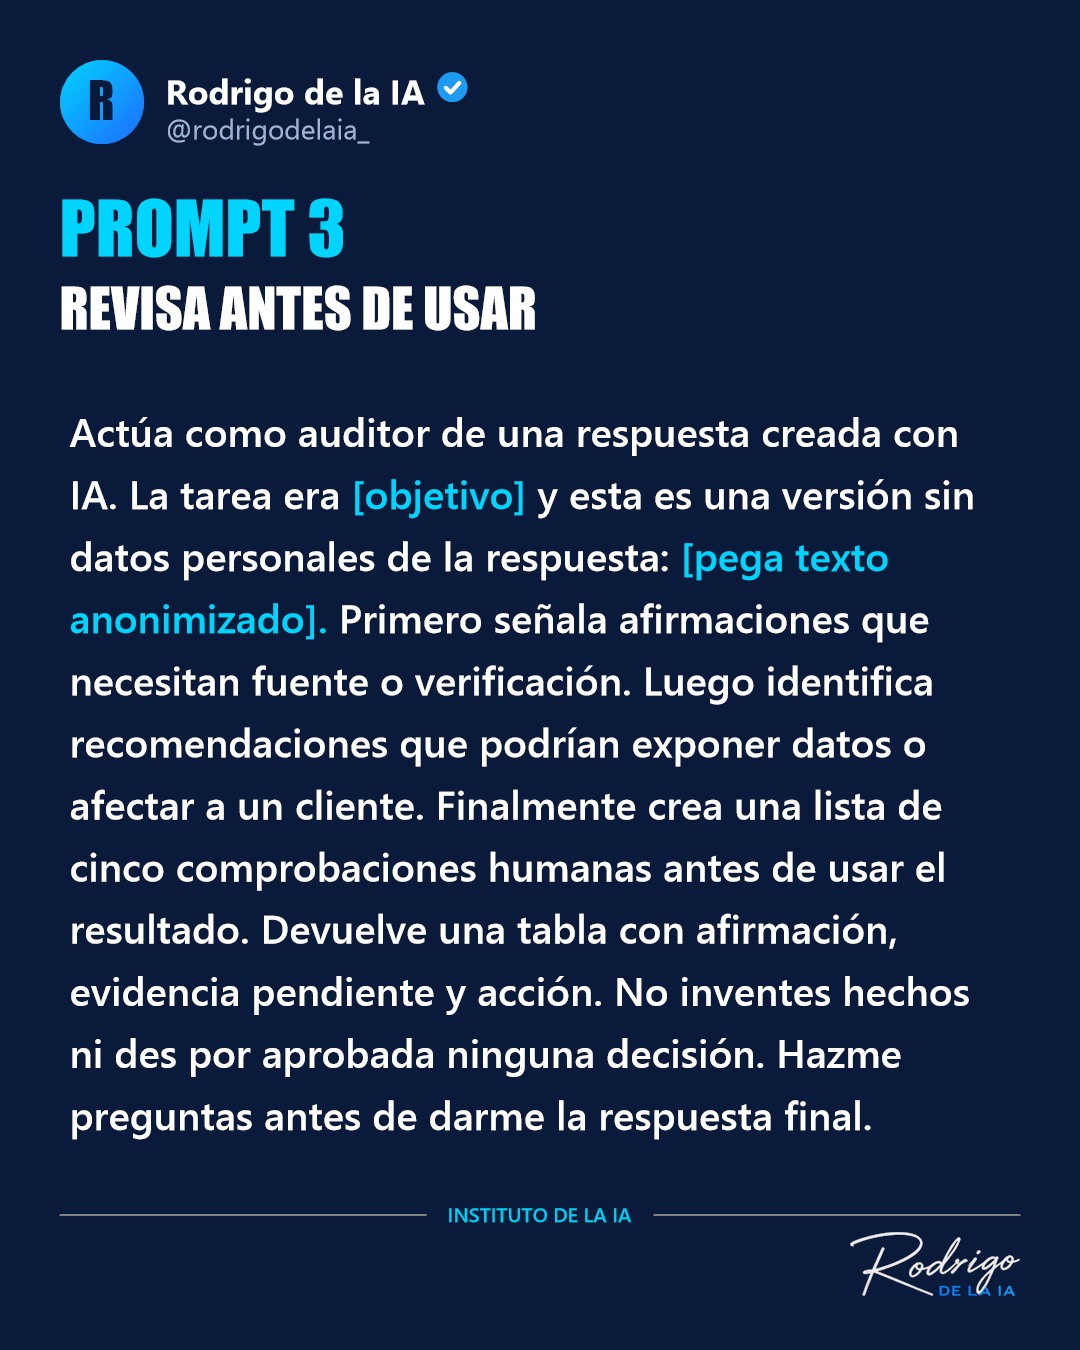 R
Rodrigo de la IA
@rodrigodelaia_
PROMPT 3
REVISA ANTES DE USAR
Actúa como auditor de una respuesta creada con
IA. La tarea era [objetivo] y esta es una versión sin
datos personales de la respuesta: [pega texto
anonimizado]. Primero señala afirmaciones que
necesitan fuente o verificación. Luego identifica
recomendaciones que podrían exponer datos o
afectar a un cliente. Finalmente crea una lista de
cinco comprobaciones humanas antes de usar el
resultado. Devuelve una tabla con afirmación,
evidencia pendiente y acción. No inventes hechos
ni des por aprobada ninguna decisión. Hazme
preguntas antes de darme la respuesta final.
INSTITUTO DE LA IA
Rodrigo
DE LA IA